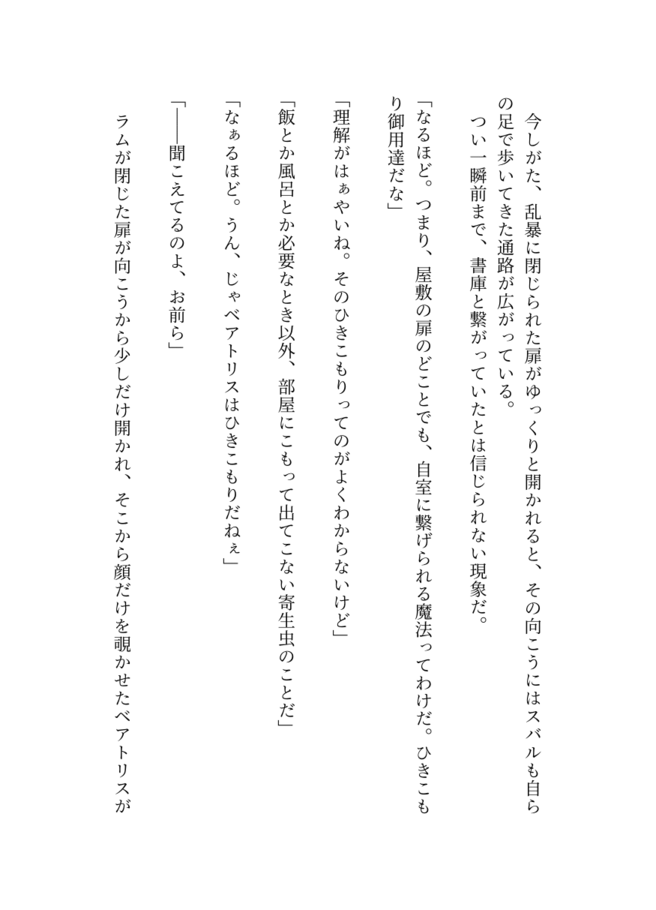 今しがた、乱暴に閉じられた扉がゆっくりと開かれると、その向こうにはスバルも自ら
の足で歩いてきた通路が広がっている。
　つい一瞬前まで、書庫と繋がっていたとは信じられない現象だ。
「なるほど。つまり、屋敷の扉のどことでも、自室に繋げられる魔法ってわけだ。ひきこも
り御用達だな」
「理解がはぁやいね。そのひきこもりってのがよくわからないけど」
「飯とか風呂とか必要なとき以外、部屋にこもって出てこない寄生虫のことだ」
「なぁるほど。うん、じゃベアトリスはひきこもりだねぇ」
「――聞こえてるのよ、お前ら」
　ラムが閉じた扉が向こうから少しだけ開かれ、そこから顔だけを覗かせたベアトリスが